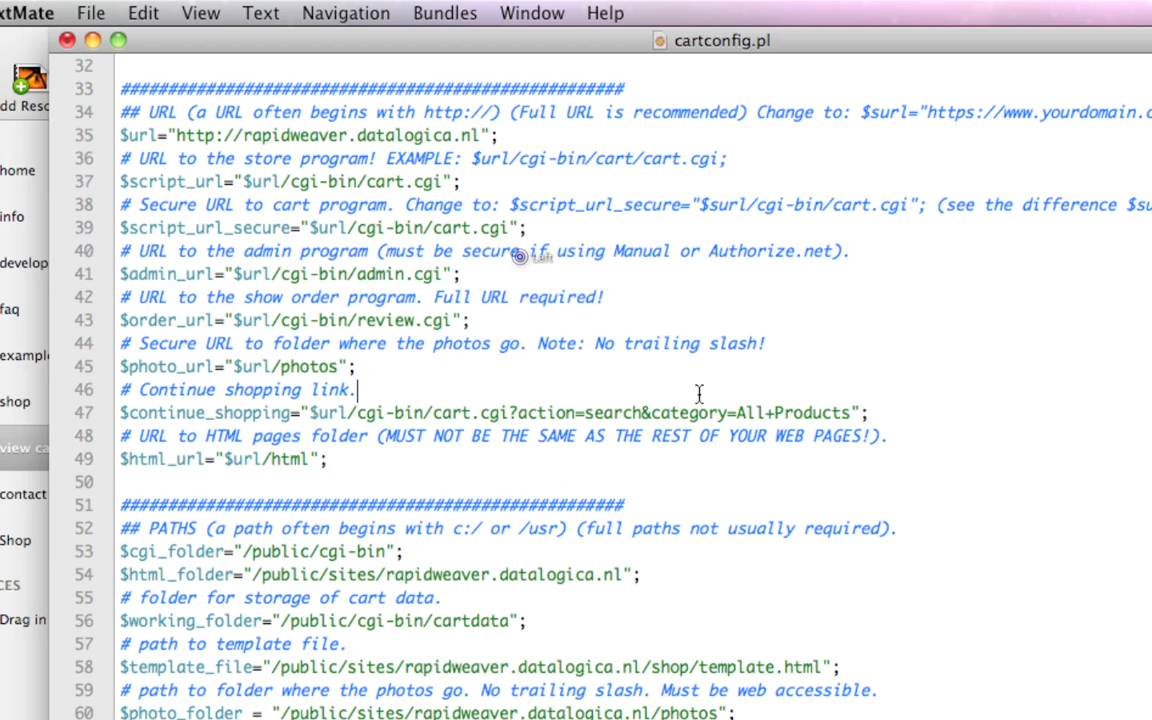 xtMate File Edit View Text Navigation Bundles Window Help
cartconfig.pl
dd Resc
home
info
develop
faq
example
shop
view ca
contact
Shop
CES
Drag in
32
33 #####################################################
34 ## URL (a URL often begins with http://) (Full URL is recommended) Change to: $surl="https://www.yourdomain.c
35 $url="http://rapidweaver.datalogica.nl";
36 # URL to the store program! EXAMPLE: $url/cgi-bin/cart/cart.cgi;
37 $script_url="$url/cgi-bin/cart.cgi";
38 # Secure URL to cart program. Change to: $script_url_secure="$surl/cgi-bin/cart.cgi"; (see the difference $su
39 $script_url_secure="$url/cgi-bin/cart.cgi";
40 # URL to the admin program (must be secure if using Manual or Authorize.net).
Left
41 $admin_url="$url/cgi-bin/admin.cgi";
42 # URL to the show order program. Full URL required!
43 $order_url="$url/cgi-bin/review.cgi";
44 # Secure URL to folder where the photos go. Note: No trailing slash!
45 $photo_url="$url/photos";
46 # Continue shopping link.
47 $continue_shopping="$url/cgi-bin/cart.cgi?action=search&category=All+Products";
48 # URL to HTML pages folder (MUST NOT BE THE SAME AS THE REST OF YOUR WEB PAGES!).
49 $html_url="$url/html";
50
51 #####################################################
52 ## PATHS (a path often begins with c:/ or /usr) (full paths not usually required).
53 $cgi_folder="/public/cgi-bin";
54 $html_folder="/public/sites/rapidweaver.datalogica.nl";
55 # folder for storage of cart data.
56 $working_folder="/public/cgi-bin/cartdata";
57 # path to template file.
58 $template_file="/public/sites/rapidweaver.datalogica.nl/shop/template.html";
59 # path to folder where the photos go. No trailing slash. Must be web accessible.
60 $photo_folder = "/public/sites/rapidweaver.datalogica.nl/photos";